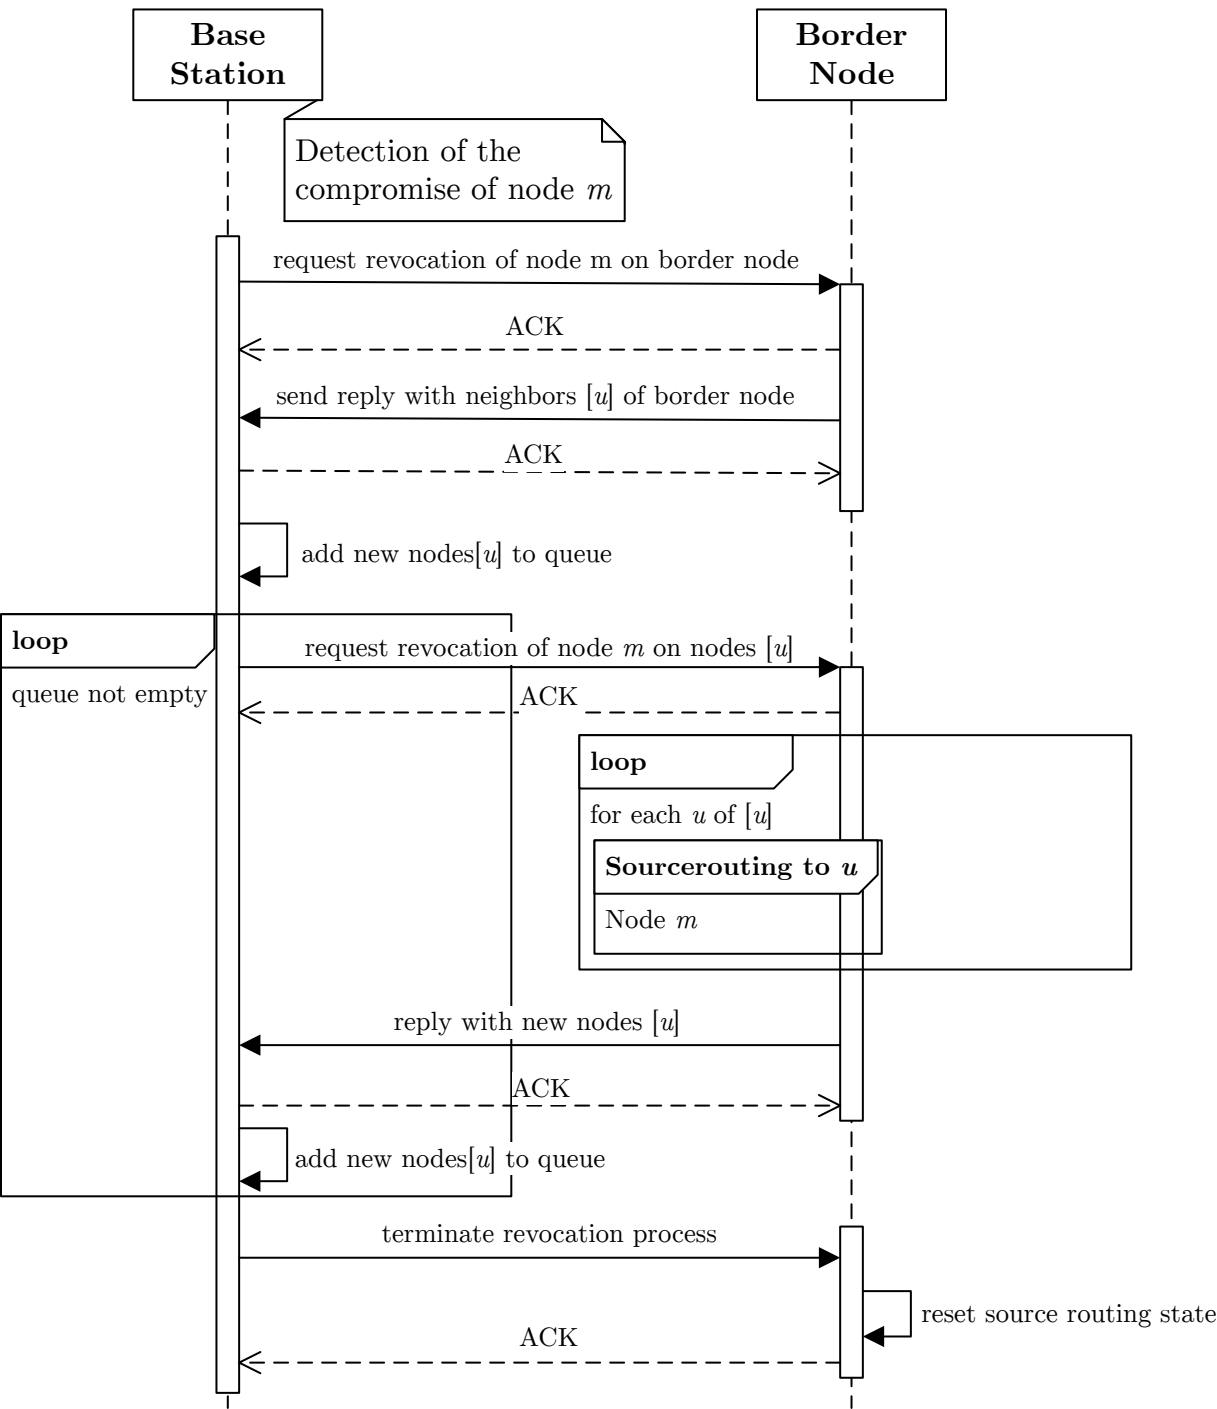 Base
Station
Border
Node
Detection of the
compromise of node m
request revocation of node m on border node
ACK
send reply with neighbors [u] of border node
ACK
add new nodes[u] to queue
loop
request revocation of node m on nodes [u]
queue not empty
ACK
loop
for each u of [u]
Sourcerouting to u
Node m
reply with new nodes [u]
ACK
add new nodes[u] to queue
terminate revocation process
reset source routing state
ACK